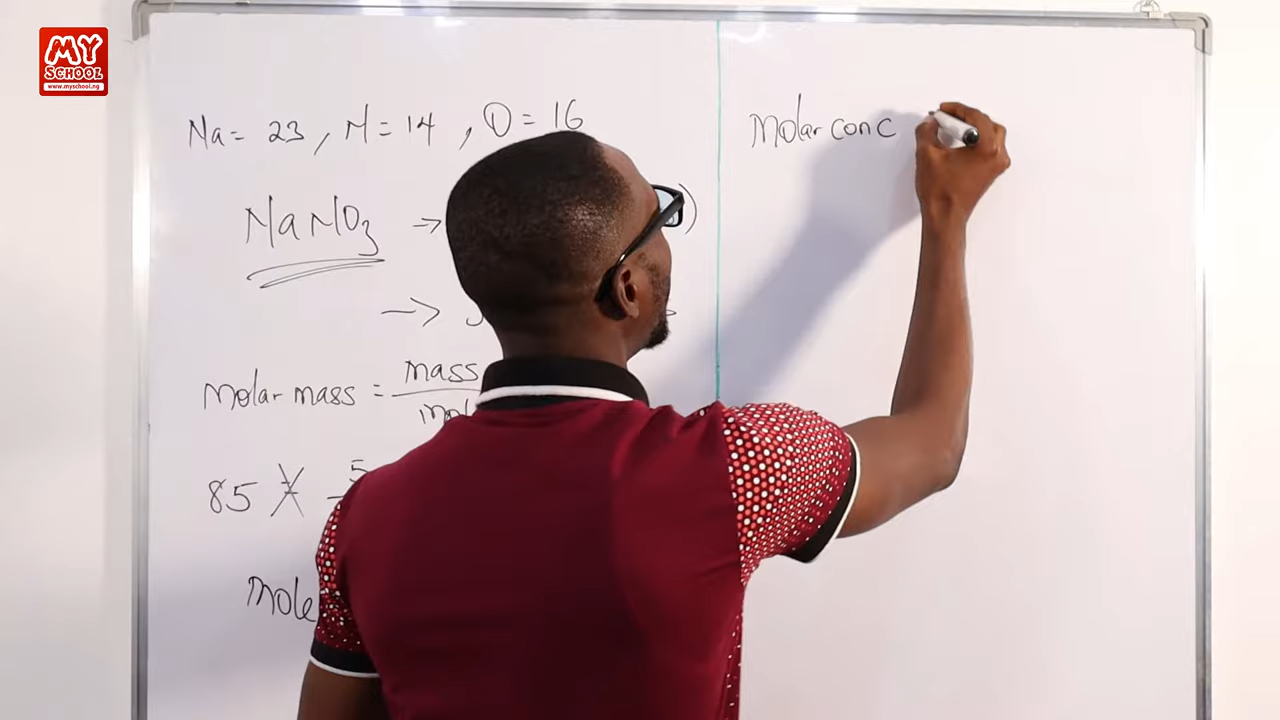 MY
SCHOOL
www.myschool.ng
Na = 23 , N = 14 , O = 16
NaNO3 →
→
molar mass = mass
85
mole
Molar conc